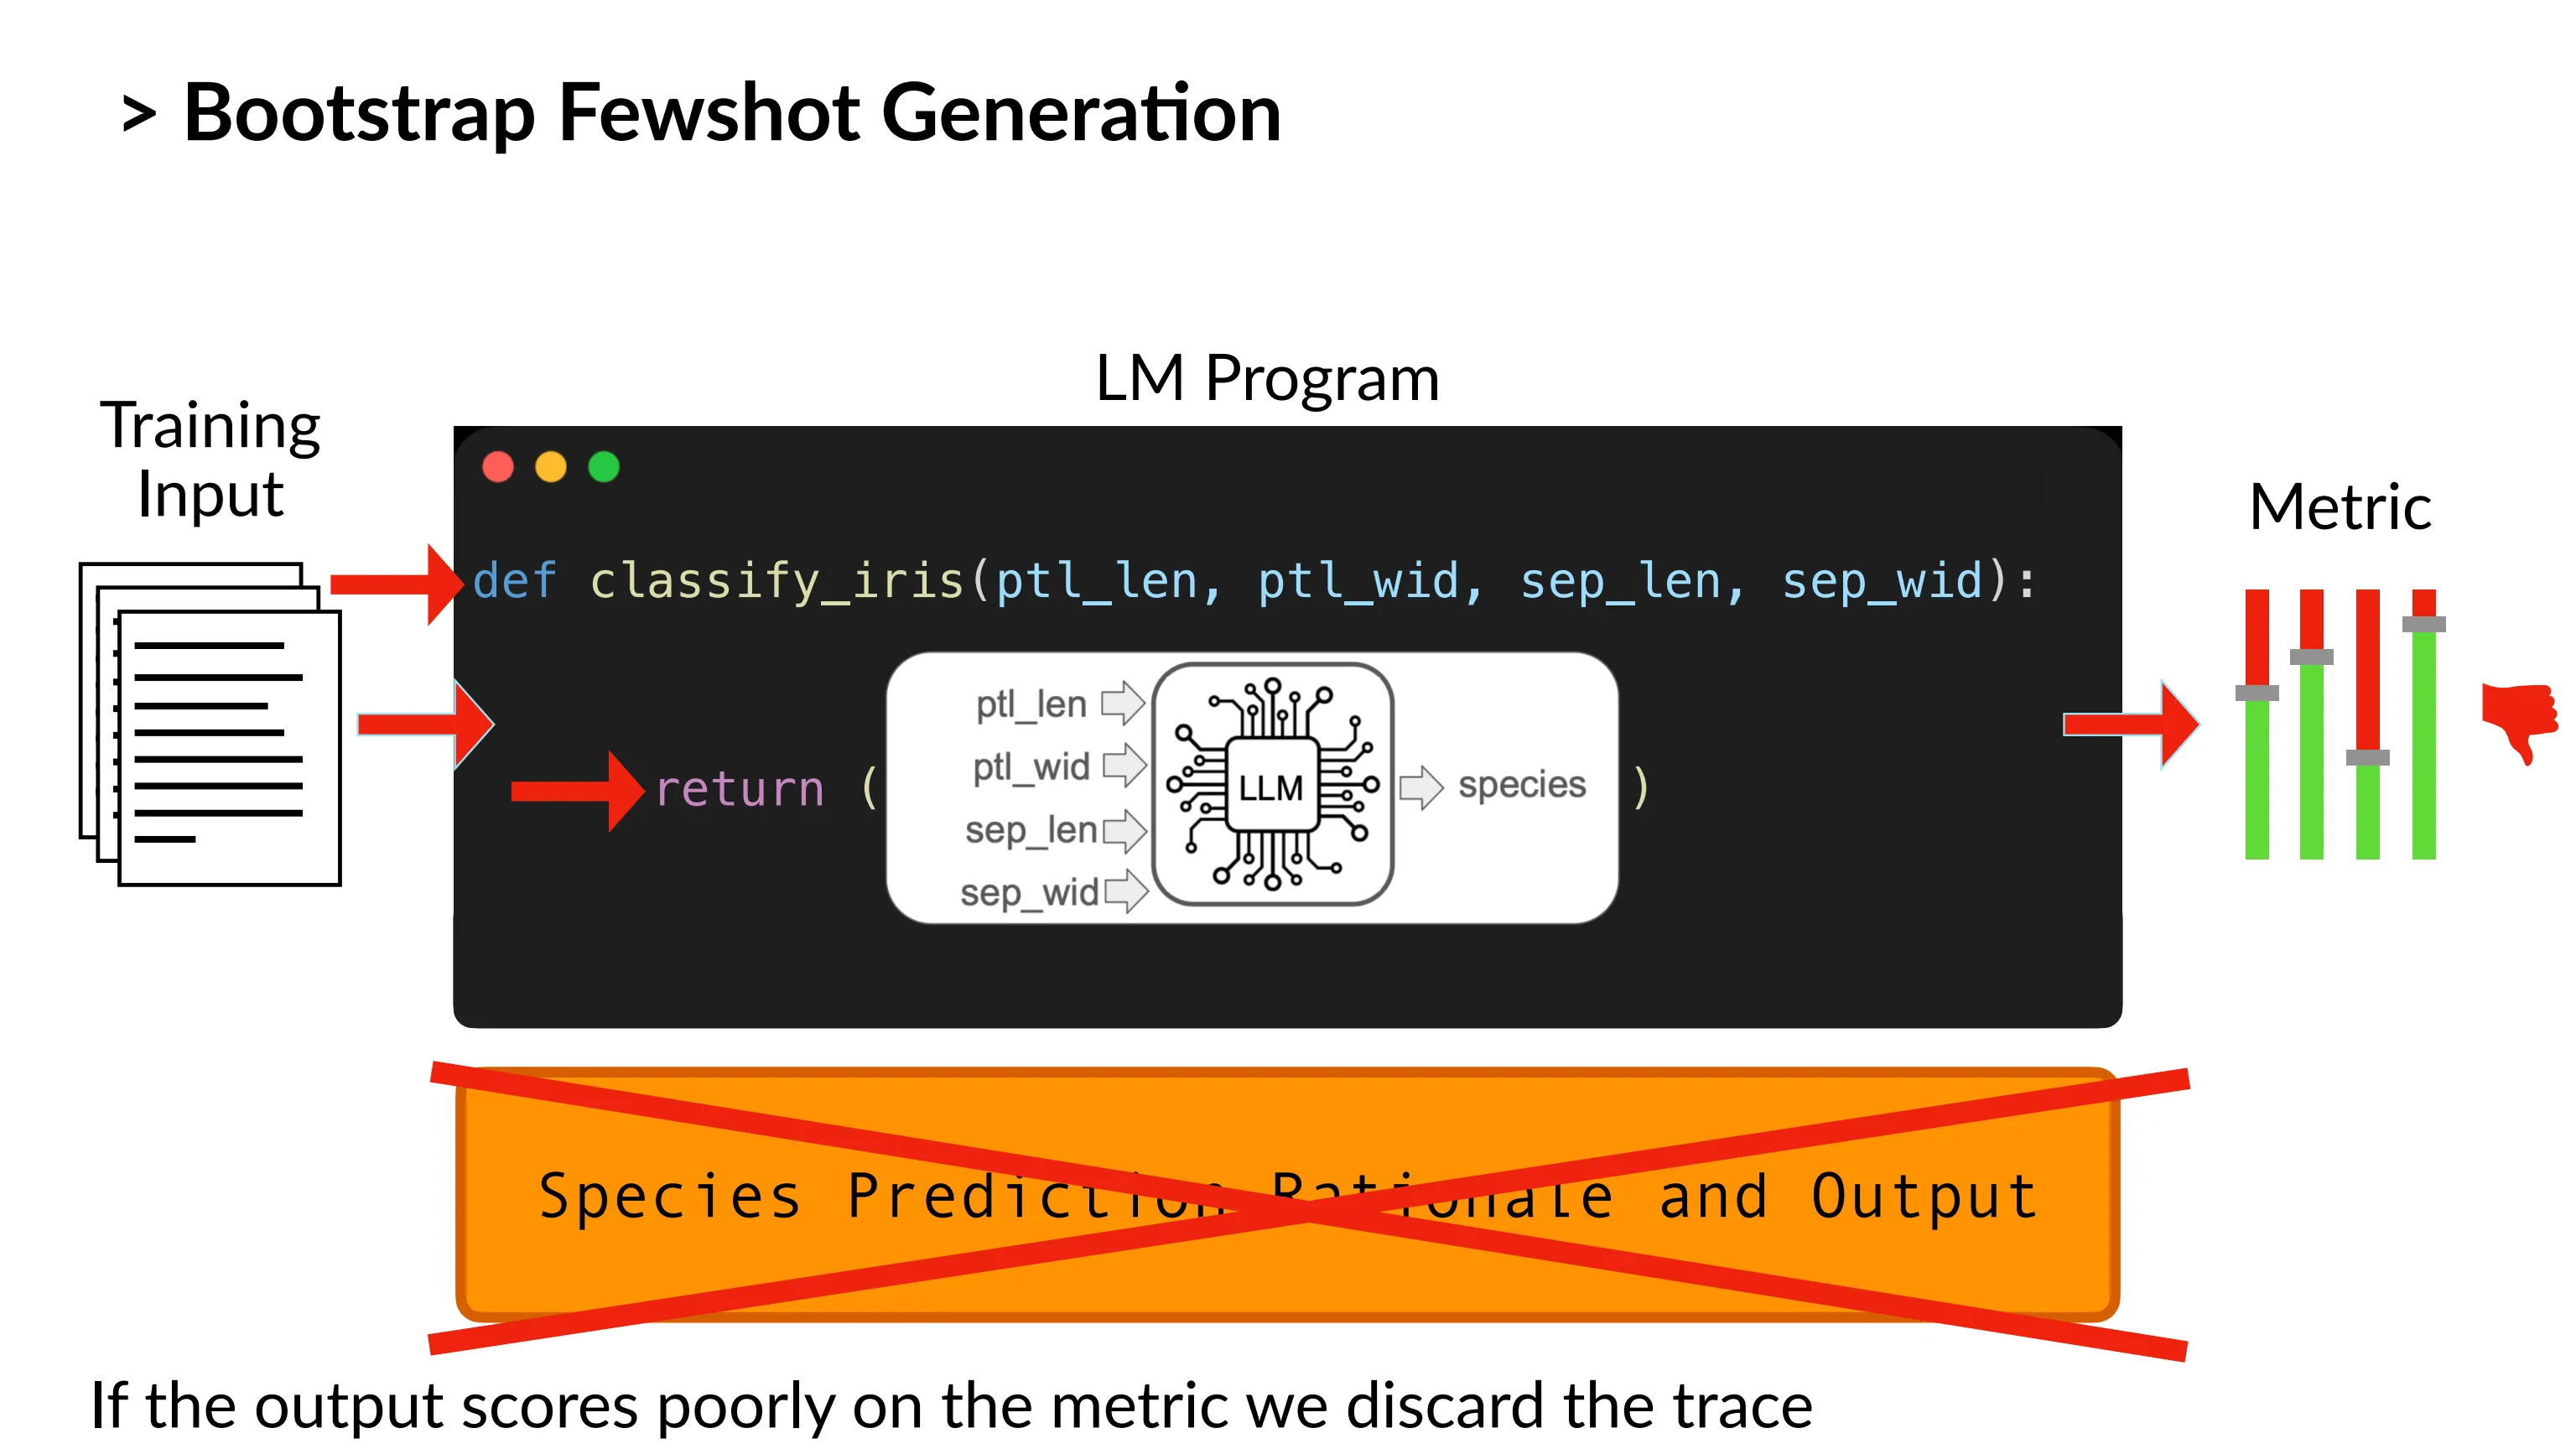 > Bootstrap Fewshot Generation
LM Program
Training
Input
Metric
def classify_iris(ptl_len, ptl_wid, sep_len, sep_wid):
return (
ptl_len
ptl_wid
sep_len
sep_wid
LLM
species
)
Species Prediction Rationale and Output
If the output scores poorly on the metric we discard the trace